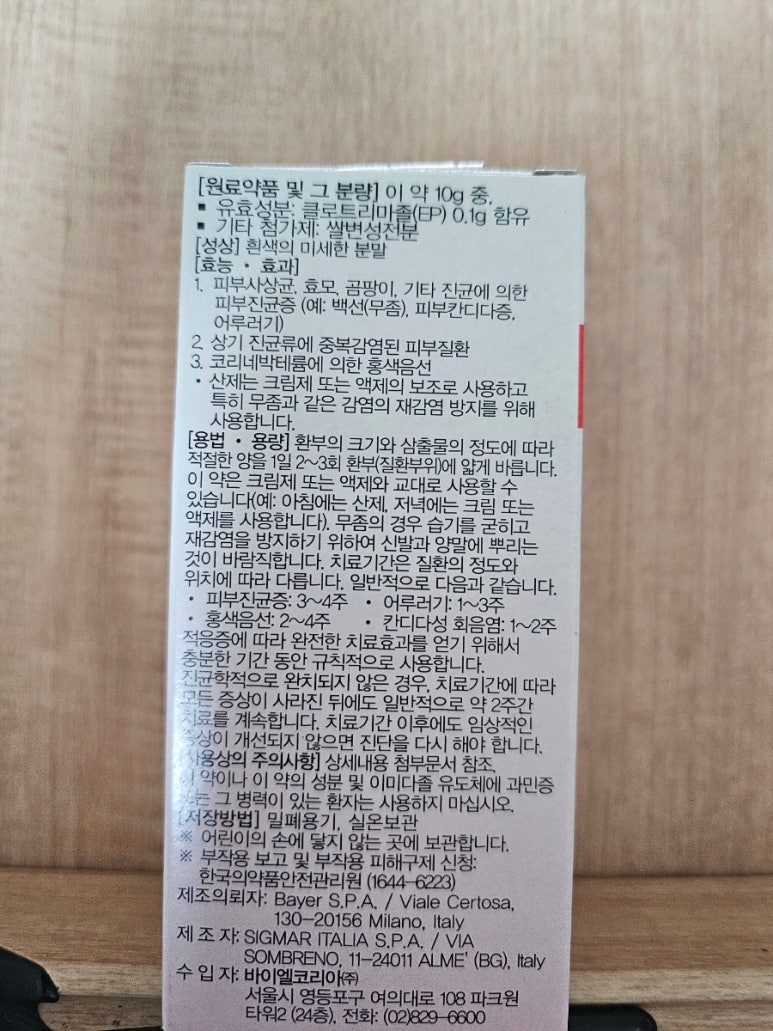 [원료약품 및 그 분량] 이 약 10g 중,
▪ 유효성분: 클로트리마졸(EP) 0.1g 함유
▪ 기타 첨가제: 쌀변성전분
[성상] 흰색의 미세한 분말
[효능 • 효과]
1. 피부사상균, 효모, 곰팡이, 기타 진균에 의한
피부진균증 (예: 백선(무좀), 피부칸디다증,
어루러기)
2. 상기 진균류에 중복감염된 피부질환
3. 코리네박테륨에 의한 홍색음선
• 산제는 크림제 또는 액제의 보조로 사용하고
특히 무좀과 같은 감염의 재감염 방지를 위해
사용합니다.
[용법 • 용량] 환부의 크기와 삼출물의 정도에 따라
적절한 양을 1일 2~3회 환부(질환부위)에 얇게 바릅니다.
이 약은 크림제 또는 액제와 교대로 사용할 수
있습니다(예: 아침에는 산제, 저녁에는 크림 또는
액제를 사용합니다). 무좀의 경우 습기를 굳히고
재감염을 방지하기 위하여 신발과 양말에 뿌리는
것이 바람직합니다. 치료기간은 질환의 정도와
위치에 따라 다릅니다. 일반적으로 다음과 같습니다.
• 피부진균증: 3~4주 • 어루러기: 1~3주
• 홍색음선: 2~4주 • 칸디다성 회음염: 1~2주
적응증에 따라 완전한 치료효과를 얻기 위해서
충분한 기간 동안 규칙적으로 사용합니다.
진균학적으로 완치되지 않은 경우, 치료기간에 따라
모든 증상이 사라진 뒤에도 일반적으로 약 2주간
치료를 계속합니다. 치료기간 이후에도 임상적인
증상이 개선되지 않으면 진단을 다시 해야 합니다.
[사용상의 주의사항] 상세내용 첨부문서 참조.
이 약이나 이 약의 성분 및 이미다졸 유도체에 과민증
또는 그 병력이 있는 환자는 사용하지 마십시오.
[저장방법] 밀폐용기, 실온보관
※ 어린이의 손에 닿지 않는 곳에 보관합니다.
※ 부작용 보고 및 부작용 피해구제 신청:
한국의약품안전관리원 (1644-6223)
제조의뢰자: Bayer S.P.A. / Viale Certosa,
130-20156 Milano, Italy
제 조 자: SIGMAR ITALIA S.P.A. / VIA
SOMBRENO, 11-24011 ALME' (BG), Italy
수 입 자: 바이엘코리아㈜
서울시 영등포구 여의대로 108 파크원
타워2 (24층), 전화: (02)829-6600